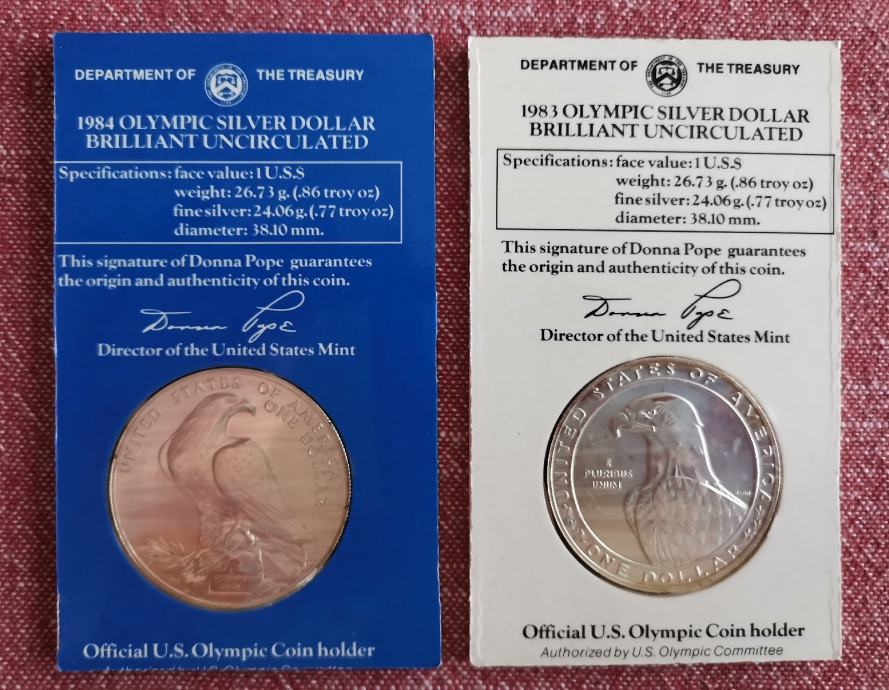 DEPARTMENT OF THE TREASURY
1984 OLYMPIC SILVER DOLLAR
BRILLIANT UNCIRCULATED
Specifications: face value: 1 U.S.$
weight: 26.73 g. (.86 troy oz)
fine silver: 24.06 g. (.77 troy oz)
diameter: 38.10 mm.
This signature of Donna Pope guarantees
the origin and authenticity of this coin.
Donna Pope
Director of the United States Mint
UNITED STATES OF AMERICA
ONE DOLLAR
Official U.S. Olympic Coin holder
Authorized by U.S. Olympic Committee
DEPARTMENT OF THE TREASURY
1983 OLYMPIC SILVER DOLLAR
BRILLIANT UNCIRCULATED
Specifications: face value: 1 U.S.$
weight: 26.73 g. (.86 troy oz)
fine silver: 24.06 g. (.77 troy oz)
diameter: 38.10 mm.
This signature of Donna Pope guarantees
the origin and authenticity of this coin.
Donna Pope
Director of the United States Mint
UNITED STATES OF AMERICA
E
PLURIBUS
UNUM
ONE DOLLAR
Official U.S. Olympic Coin holder
Authorized by U.S. Olympic Committee